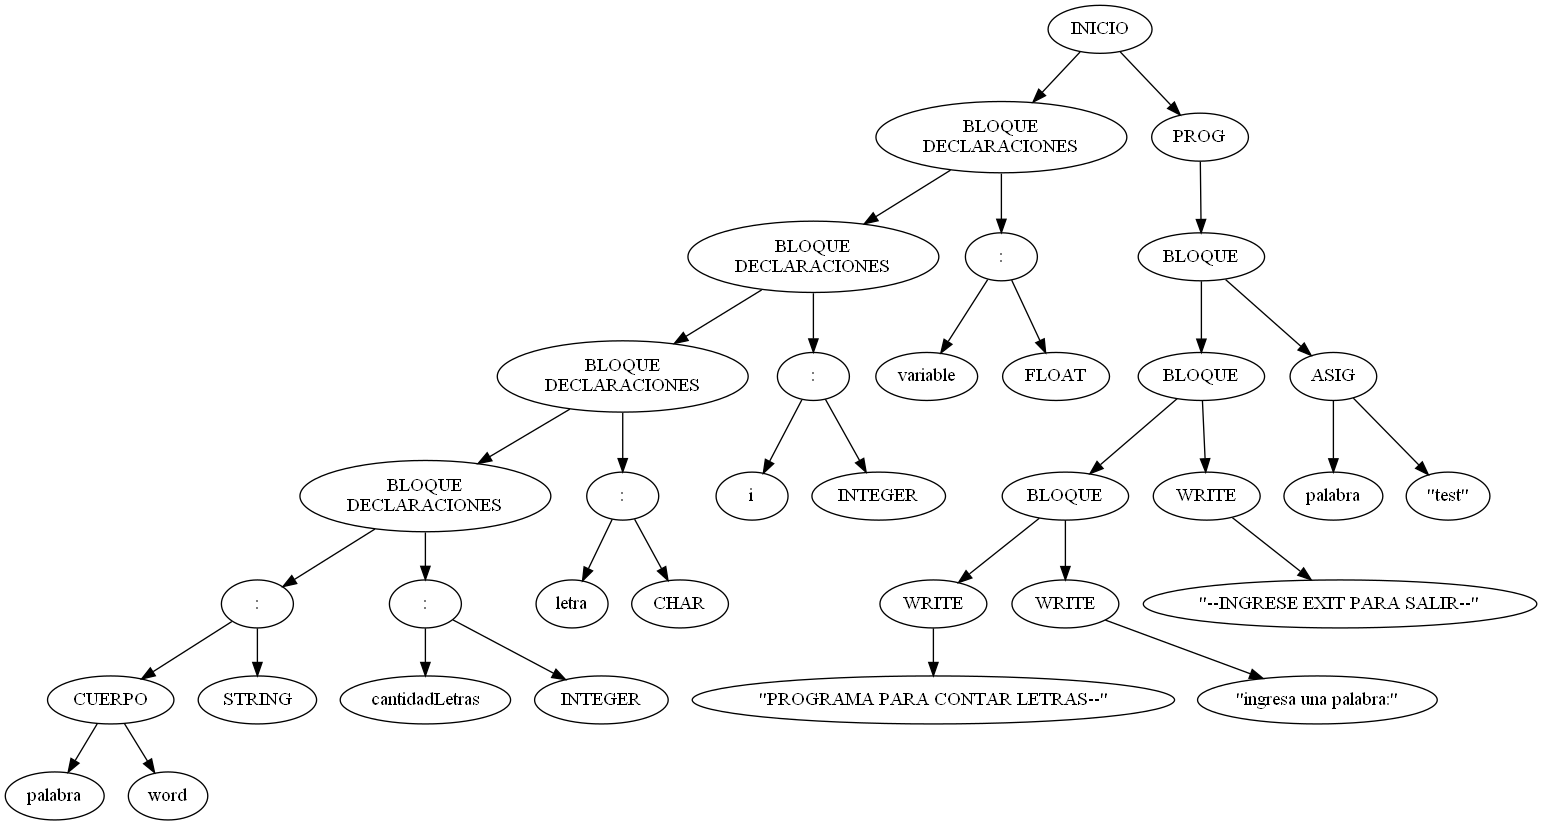 INICIO
BLOQUE
DECLARACIONES
PROG
BLOQUE
DECLARACIONES
:
BLOQUE
BLOQUE
DECLARACIONES
:
variable
FLOAT
BLOQUE
ASIG
BLOQUE
DECLARACIONES
:
i
INTEGER
BLOQUE
WRITE
palabra
"test"
:
:
letra
CHAR
WRITE
WRITE
"--INGRESE EXIT PARA SALIR--"
CUERPO
STRING
cantidadLetras
INTEGER
"PROGRAMA PARA CONTAR LETRAS--"
"ingresa una palabra:"
palabra
word